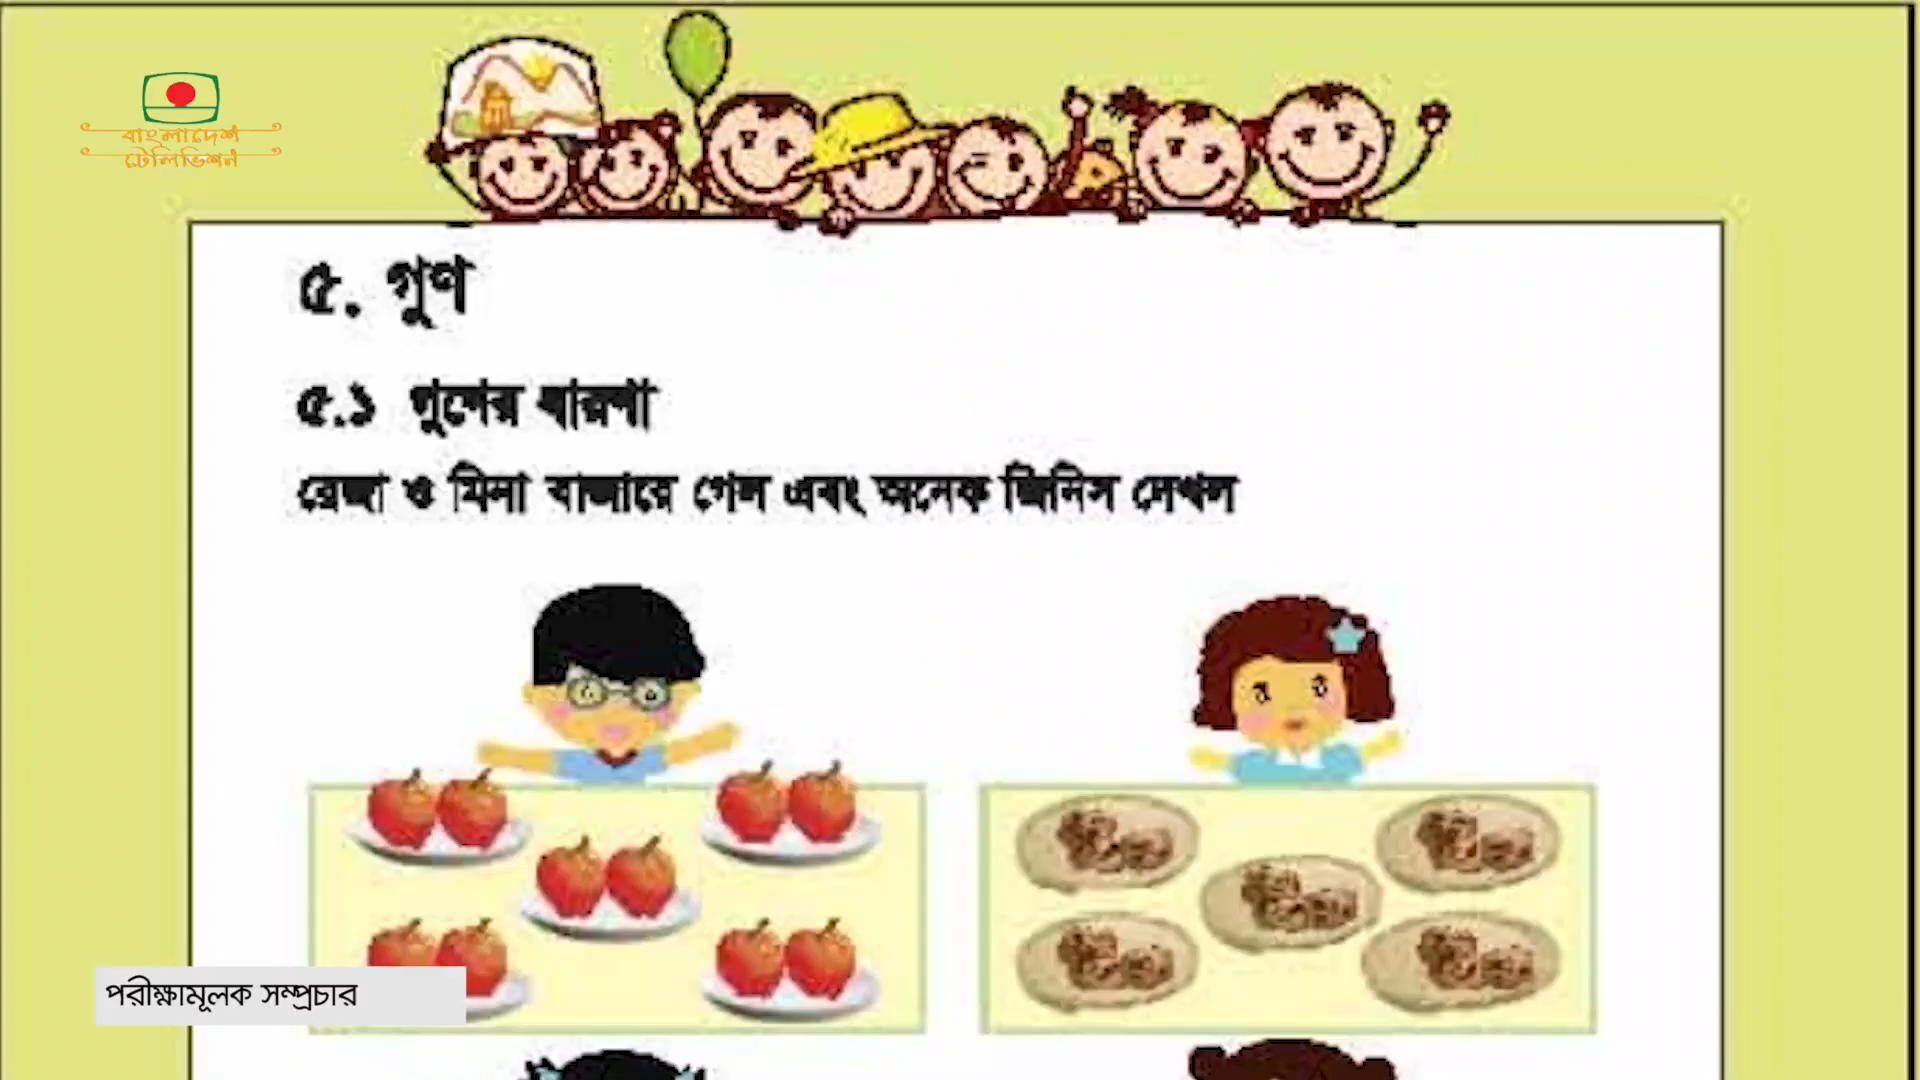 বাংলাদেশ
টেলিভিশন
৫. গুণ
৫.১ গুণের ধারণা
রেজা ও মিনা বাজারে গেল এবং অনেক জিনিস দেখল
পরীক্ষামূলক সম্প্রচার